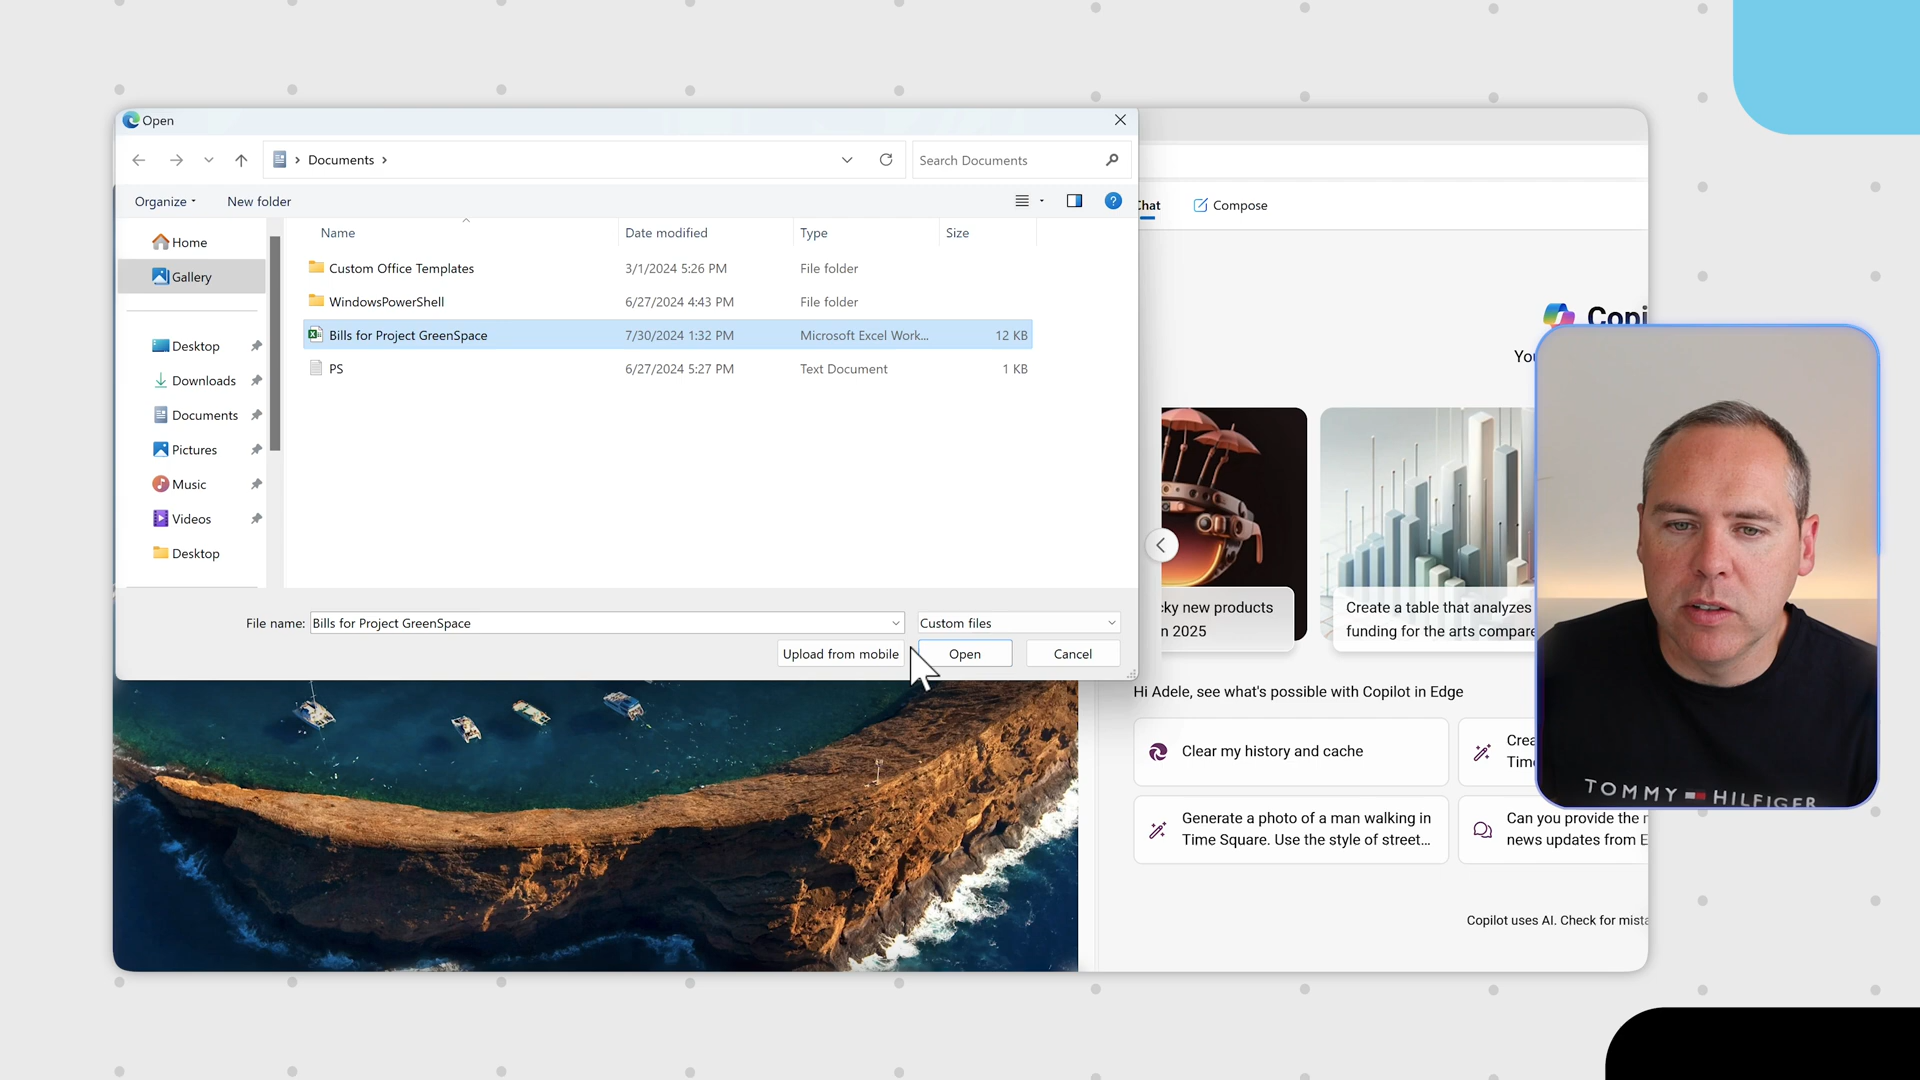 Open
Documents
Search Documents
Organize
New folder
Name
Date modified
Type
Size
Custom Office Templates
3/1/2024 5:26 PM
File folder
WindowsPowerShell
6/27/2024 4:43 PM
File folder
Bills for Project GreenSpace
7/30/2024 1:32 PM
Microsoft Excel Work...
12 KB
PS
6/27/2024 5:27 PM
Text Document
1 KB
Home
Gallery
Desktop
Downloads
Documents
Pictures
Music
Videos
Desktop
File name:
Bills for Project GreenSpace
Custom files
Upload from mobile
Open
Cancel
Chat
Compose
Copi
You
cky new products
n 2025
Create a table that analyzes
funding for the arts compare
Hi Adele, see what's possible with Copilot in Edge
Clear my history and cache
Crea
Time
Generate a photo of a man walking in
Time Square. Use the style of street...
Can you provide the
news updates from E
Copilot uses AI. Check for mista
TOMMY HILFIGER